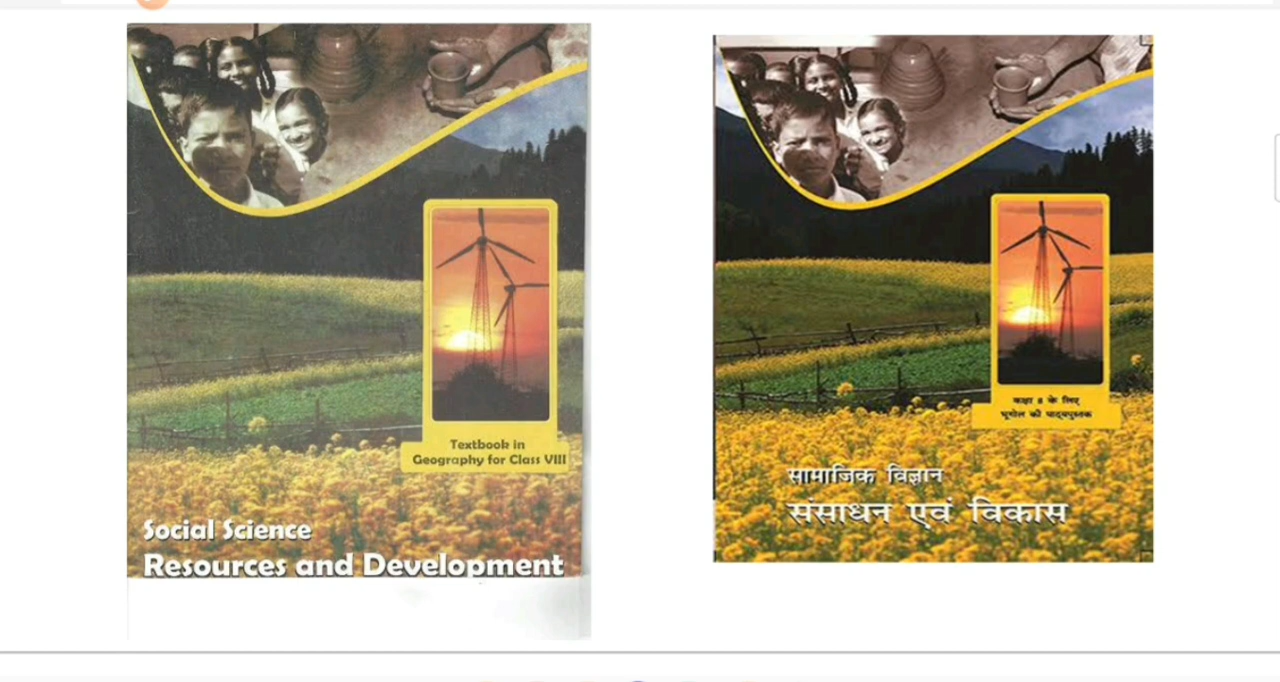 Textbook in
Geography for Class VIII
Social Science
Resources and Development
कक्षा 8 के लिए
भूगोल की पाठ्यपुस्तक
सामाजिक विज्ञान
संसाधन एवं विकास